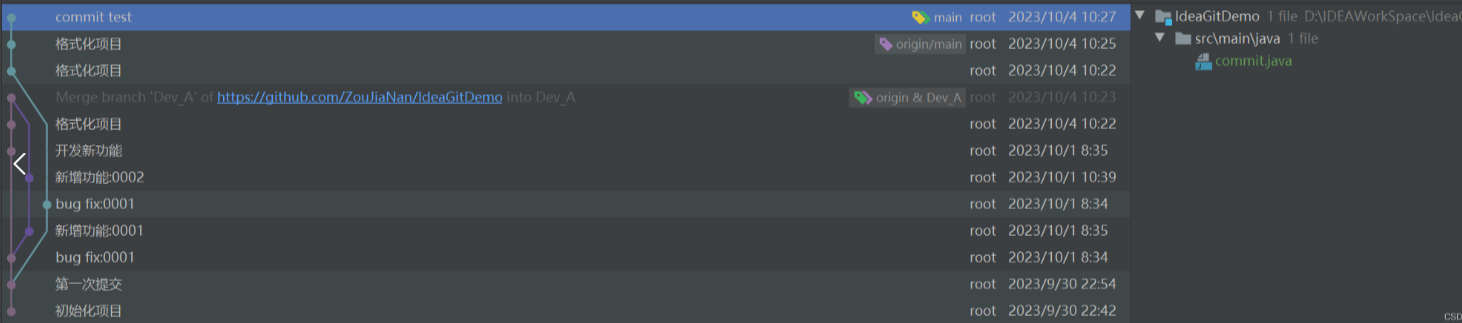 commit test main root 2023/10/4 10:27
格式化项目 origin/main root 2023/10/4 10:25
格式化项目 root 2023/10/4 10:22
Merge branch 'Dev_A' of https://github.com/ZouJiaNan/IdeaGitDemo into Dev_A origin & Dev_A root 2023/10/4 10:23
格式化项目 root 2023/10/4 10:22
开发新功能 root 2023/10/1 8:35
新增功能:0002 root 2023/10/1 10:39
bug fix:0001 root 2023/10/1 8:34
新增功能:0001 root 2023/10/1 8:35
bug fix:0001 root 2023/10/1 8:34
第一次提交 root 2023/9/30 22:54
初始化项目 root 2023/9/30 22:42
IdeaGitDemo 1 file D:\IDEAWorkSpace\IdeaG
src\main\java 1 file
commit.java
CSD